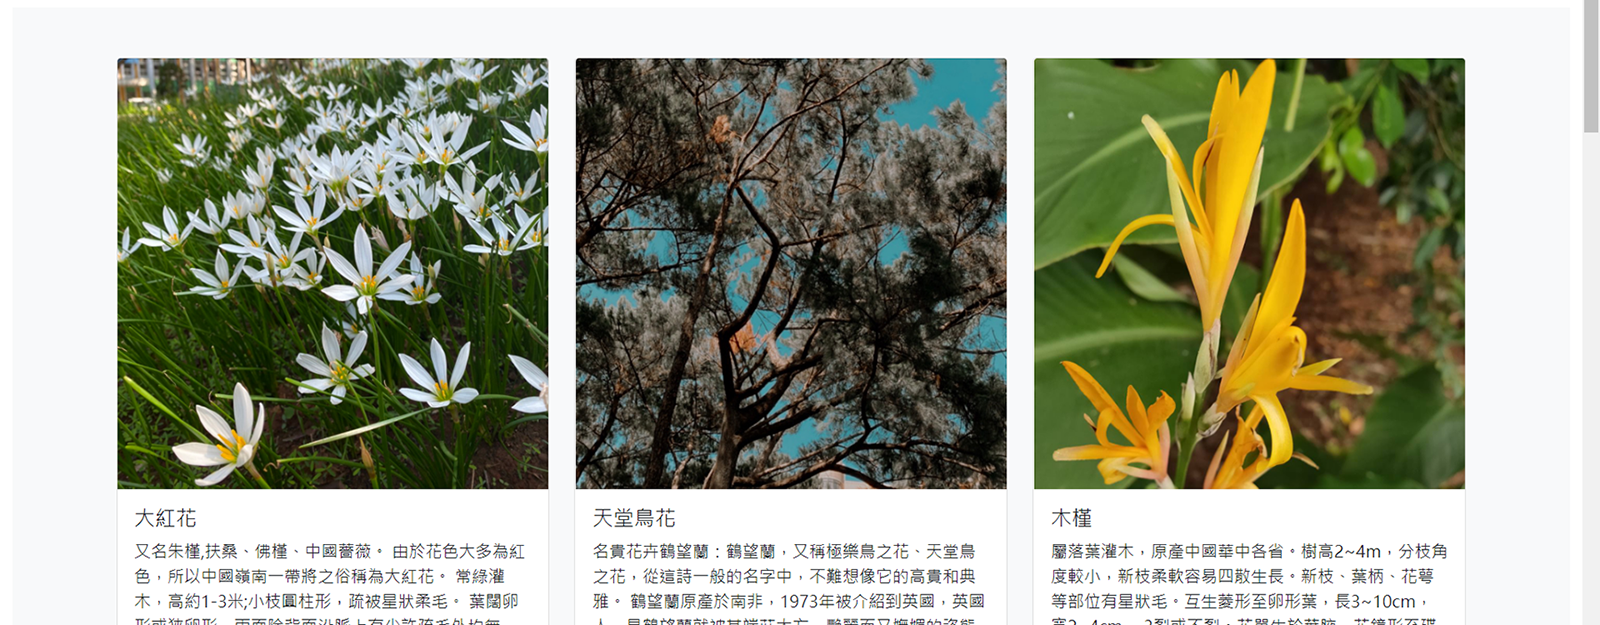 大紅花
又名朱槿,扶桑、佛槿、中國薔薇。 由於花色大多為紅
色，所以中國嶺南一帶將之俗稱為大紅花。 常綠灌
木，高約1-3米;小枝圓柱形，疏被星狀柔毛。 葉闊卵
天堂鳥花
名貴花卉鶴望蘭：鶴望蘭，又稱極樂鳥之花、天堂鳥
之花，從這詩一般的名字中，不難想像它的高貴和典
雅。 鶴望蘭原產於南非，1973年被介紹到英國，英國
木槿
屬落葉灌木，原產中國華中各省。樹高2~4m，分枝角
度較小，新枝柔軟容易四散生長。新枝、葉柄、花萼
等部位有星狀毛。互生菱形至卵形葉，長3~10cm，